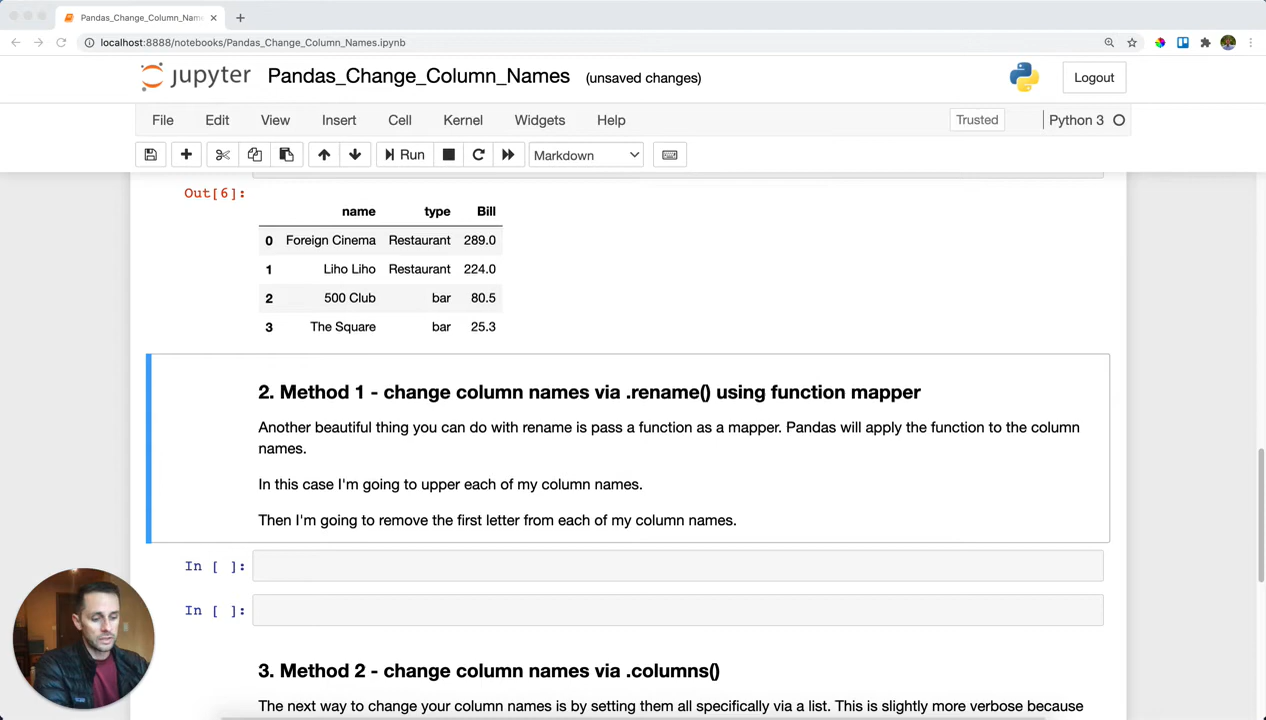 Pandas_Change_Column_Name
localhost:8888/notebooks/Pandas_Change_Column_Names.ipynb
jupyter Pandas_Change_Column_Names (unsaved changes) Logout
File Edit View Insert Cell Kernel Widgets Help Trusted Python 3
Run Markdown
Out[6]:
name type Bill
0 Foreign Cinema Restaurant 289.0
1 Liho Liho Restaurant 224.0
2 500 Club bar 80.5
3 The Square bar 25.3
2. Method 1 - change column names via .rename() using function mapper
Another beautiful thing you can do with rename is pass a function as a mapper. Pandas will apply the function to the column
names.
In this case I'm going to upper each of my column names.
Then I'm going to remove the first letter from each of my column names.
In [ ]:
In [ ]:
3. Method 2 - change column names via .columns()
The next way to change your column names is by setting them all specifically via a list. This is slightly more verbose because